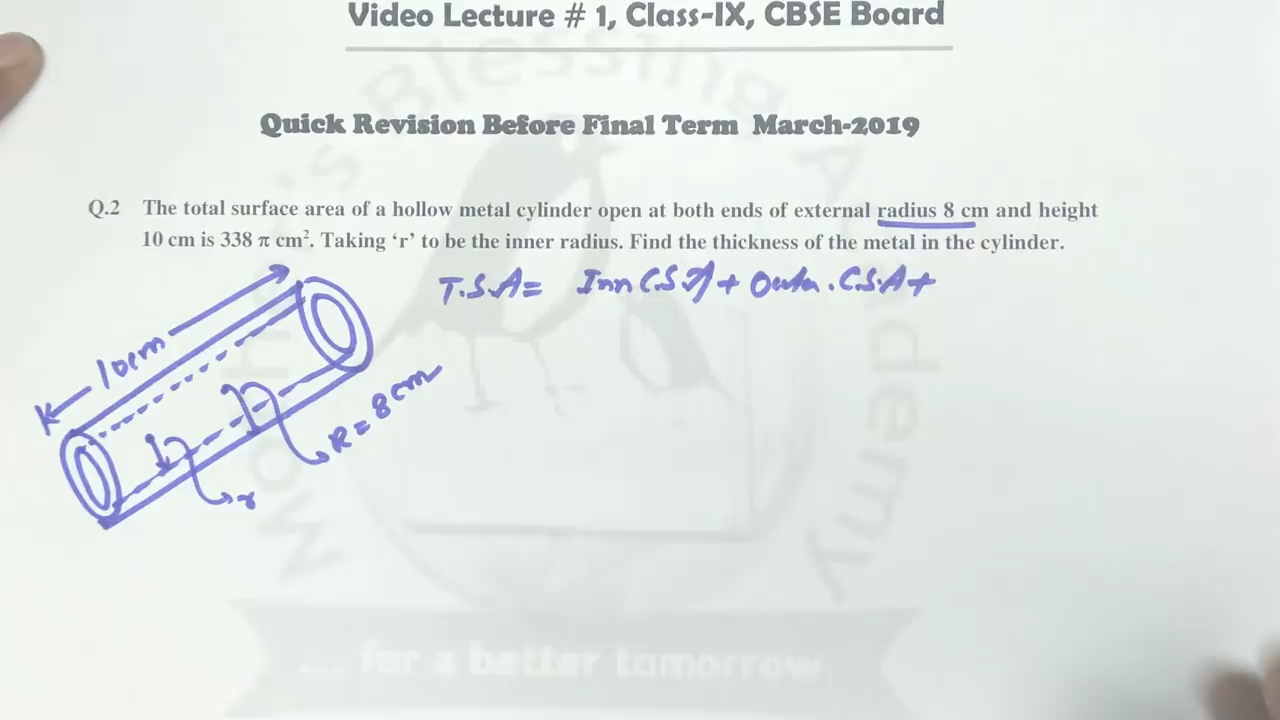 Video Lecture # 1, Class-IX, CBSE Board
Quick Revision Before Final Term March-2019
Q.2 The total surface area of a hollow metal cylinder open at both ends of external radius 8 cm and height
10 cm is 338 π cm². Taking ‘r’ to be the inner radius. Find the thickness of the metal in the cylinder.
T.S.A = Inn C.S.A + Outer. C.S.A +
10cm
R = 8cm
r
Mother's Blessing Academy
... for a better tomorrow